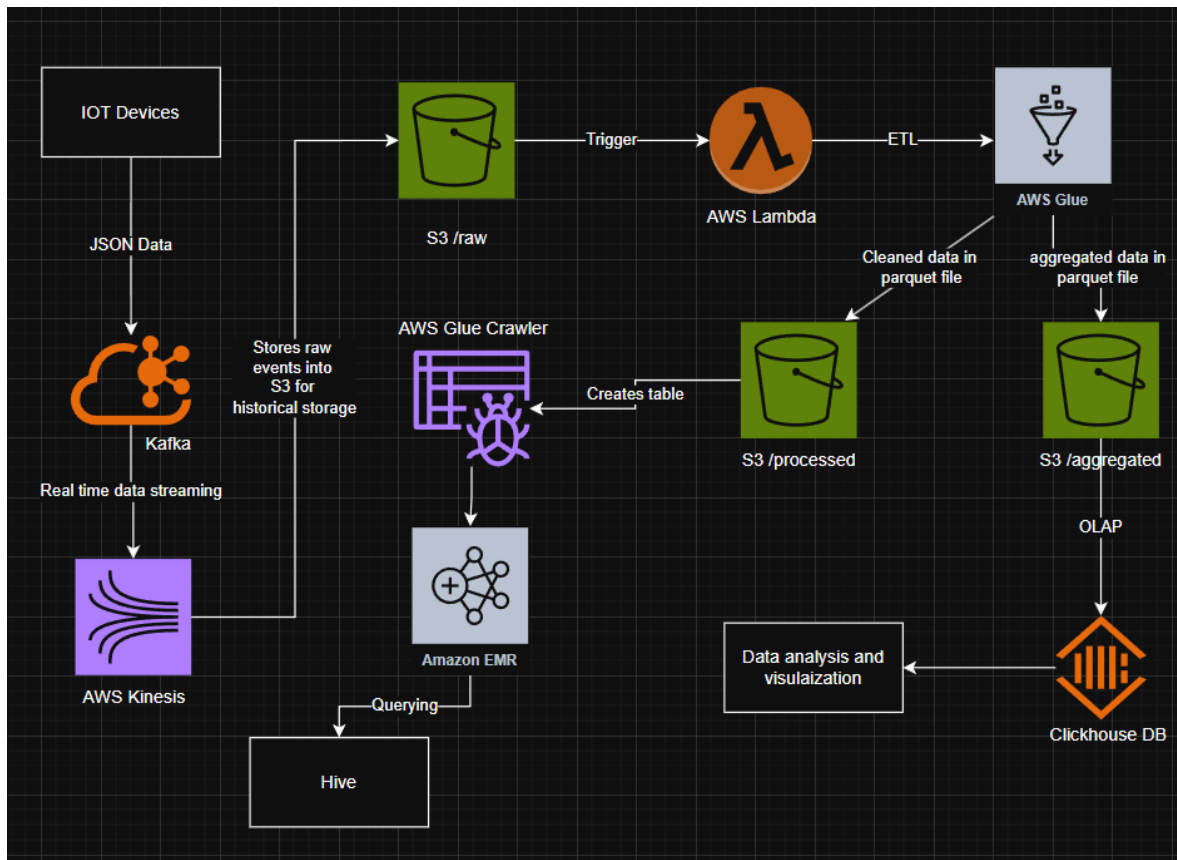 IOT Devices
JSON Data
Kafka
Real time data streaming
AWS Kinesis
Stores raw
events into
S3 for
historical storage
S3 /raw
Trigger
AWS Lambda
ETL
AWS Glue
Cleaned data in
parquet file
aggregated data in
parquet file
S3 /processed
S3 /aggregated
Creates table
AWS Glue Crawler
Amazon EMR
Querying
Hive
OLAP
Clickhouse DB
Data analysis and
visulaization